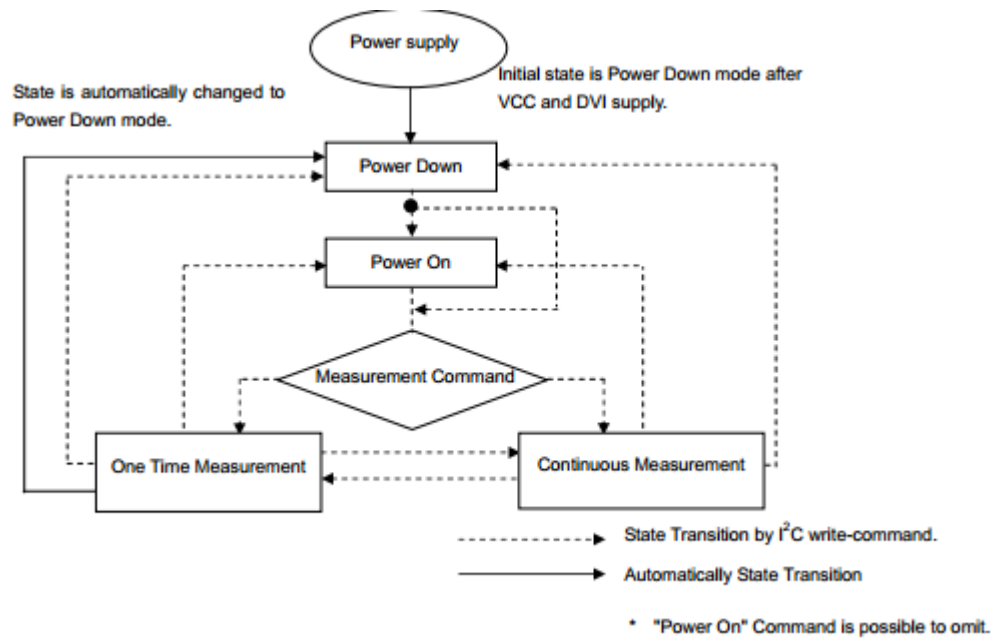 Power supply
Initial state is Power Down mode after
VCC and DVI supply.
State is automatically changed to
Power Down mode.
Power Down
Power On
Measurement Command
One Time Measurement
Continuous Measurement
State Transition by I²C write-command.
Automatically State Transition
* "Power On" Command is possible to omit.